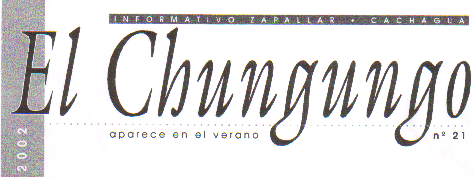 INFORMATIVO ZAPALLAR • CACHAGUA
El Chungungo
aparece en el verano nº 21
2002